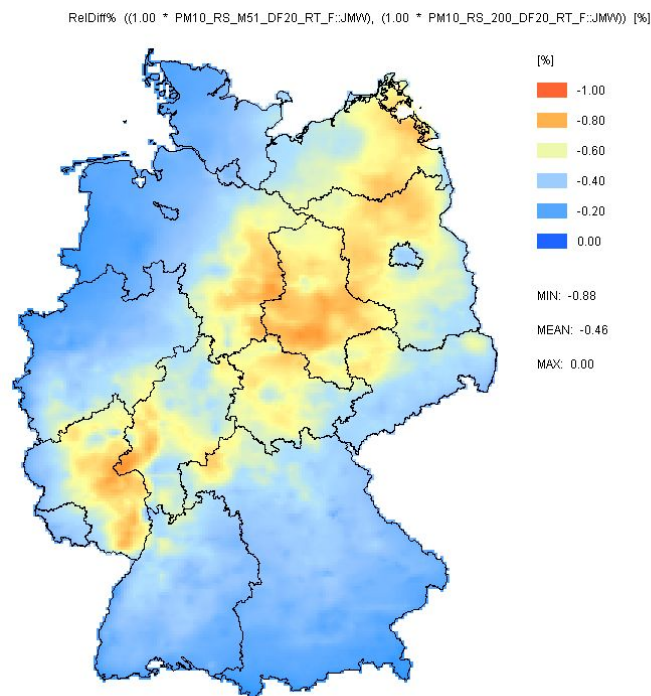 RelDiff% ((1.00 * PM10_RS_M51_DF20_RT_F::JMW), (1.00 * PM10_RS_200_DF20_RT_F::JMW)) [%]
[%]
-1.00
-0.80
-0.60
-0.40
-0.20
0.00
MIN: -0.88
MEAN: -0.46
MAX: 0.00